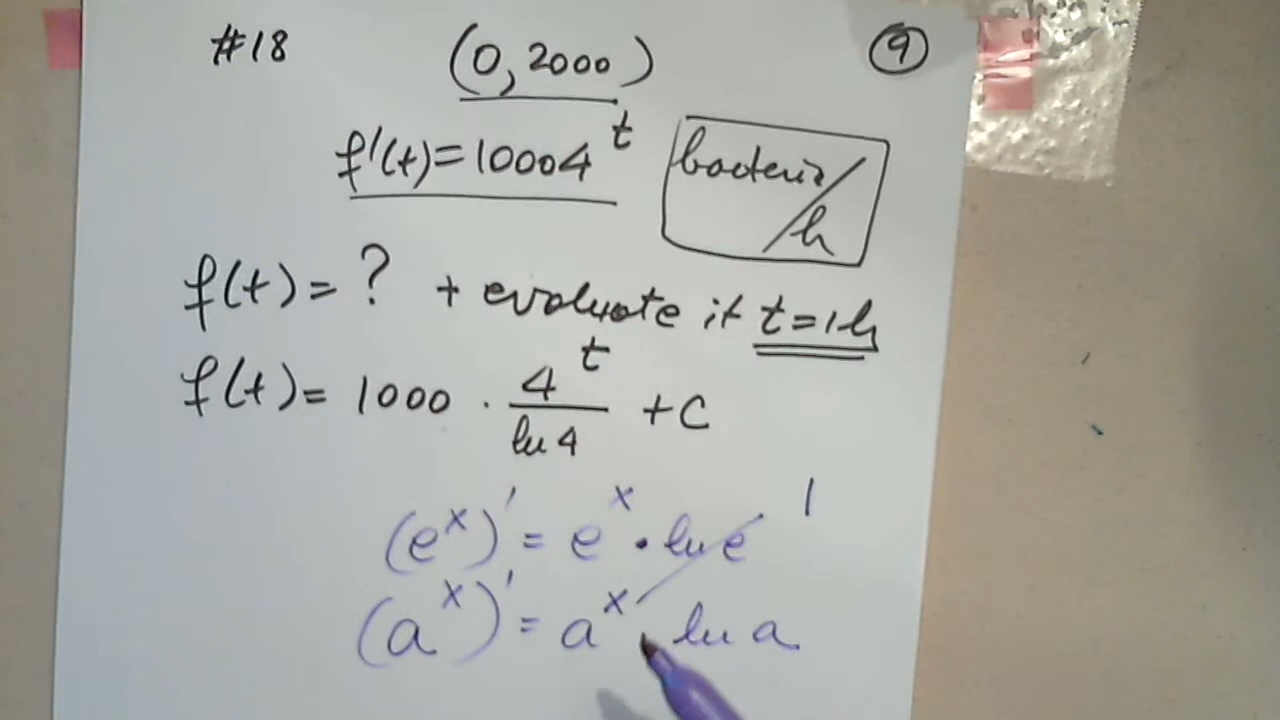 #18 (0, 2000) 9
f'(t) = 1000 4^t bacteria/h
f(t) = ? + evaluate it t=1h
f(t) = 1000 · 4^t/ln 4 + C
(e^x)' = e^x · ln e 1
(a^x)' = a^x ln a